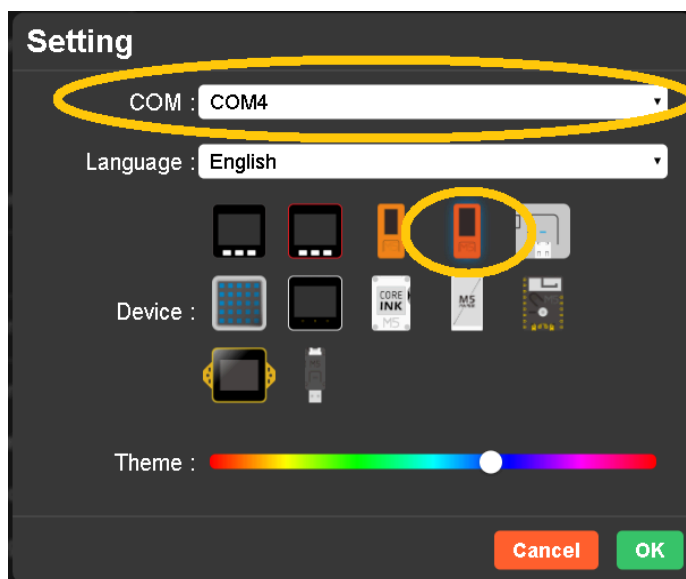 Setting
COM : COM4
Language : English
Device :
CORE
INK
M5
M5
Theme :
Cancel OK